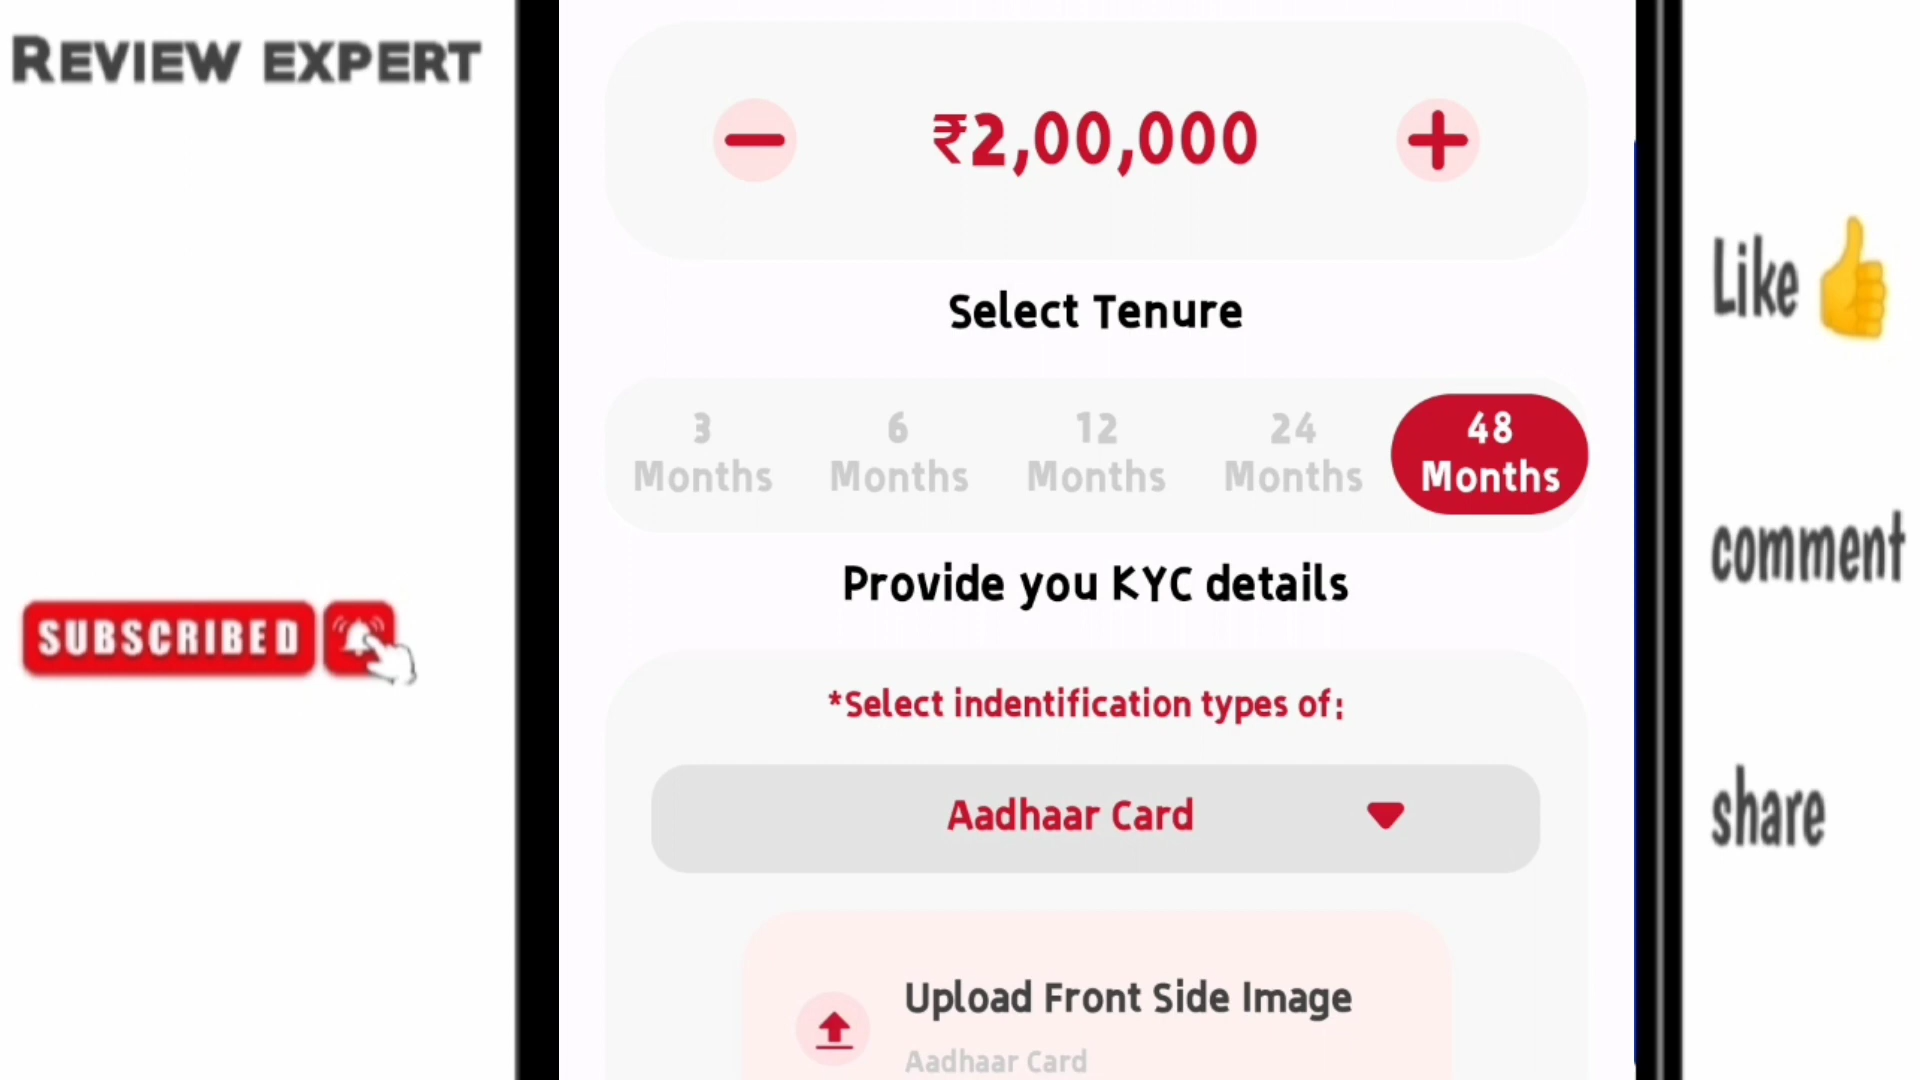 REVIEW EXPERT
₹2,00,000
Select Tenure
3 Months
6 Months
12 Months
24 Months
48 Months
Provide you KYC details
*Select indentification types of:
Aadhaar Card
Upload Front Side Image
Aadhaar Card
SUBSCRIBED
Like 👍
comment
share